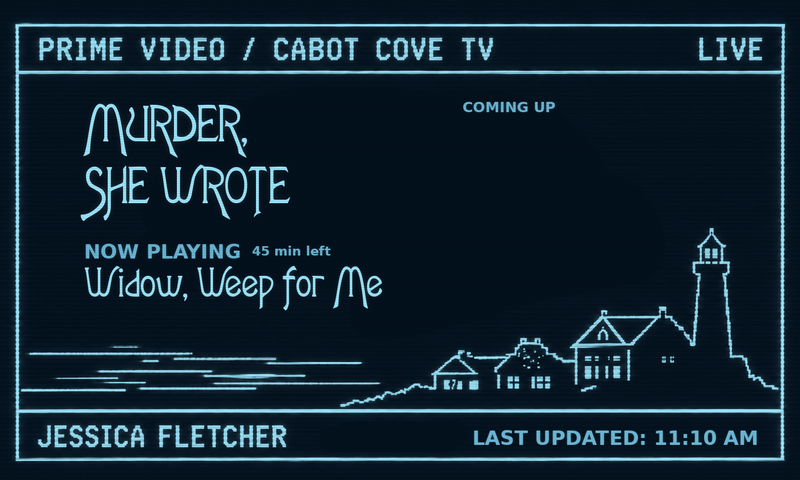 PRIME VIDEO / CABOT COVE TV
LIVE
MURDER,
SHE WROTE
COMING UP
NOW PLAYING 45 min left
Widow, Weep for Me
JESSICA FLETCHER
LAST UPDATED: 11:10 AM